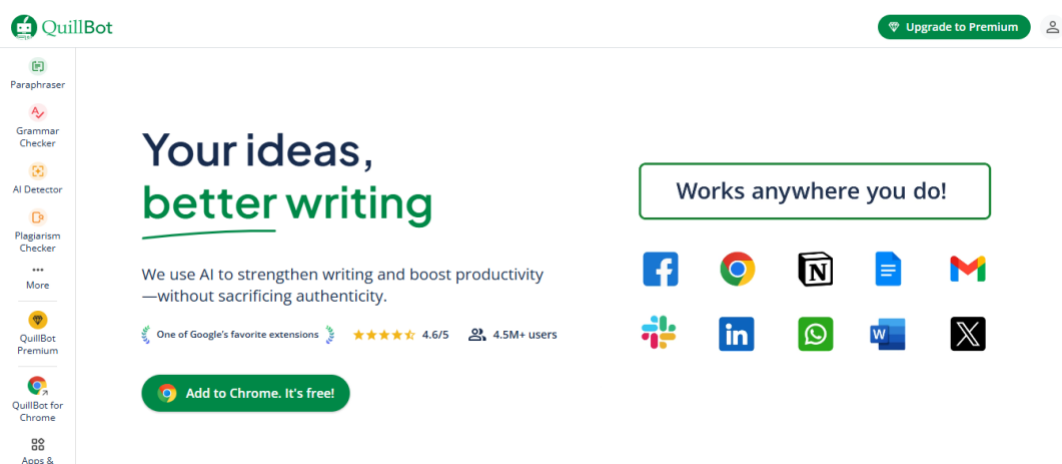 QuillBot
Upgrade to Premium
Paraphraser
Grammar
Checker
AI Detector
Plagiarism
Checker
More
QuillBot
Premium
QuillBot for
Chrome
Apps &
Your ideas,
better writing
We use AI to strengthen writing and boost productivity
—without sacrificing authenticity.
One of Google's favorite extensions
4.6/5
4.5M+ users
Add to Chrome. It's free!
Works anywhere you do!
N
in
W
X